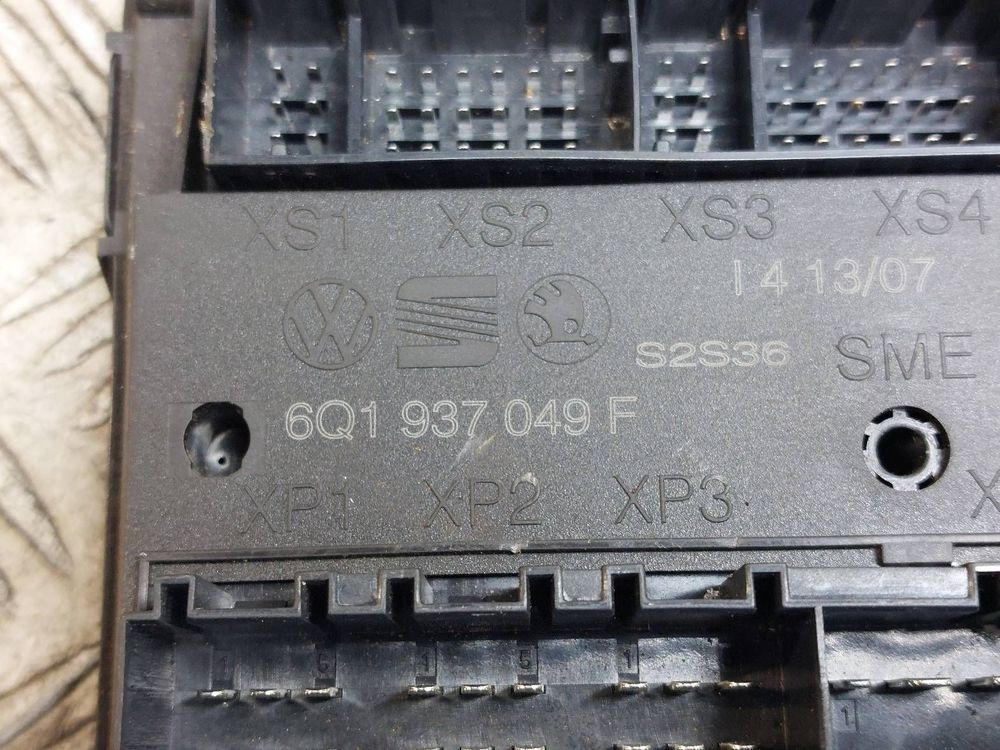 XS1 XS2 XS3 XS4
I 4 13/07
S2S36 SME
6Q1 937 049 F
XP1 XP2 XP3 X
1 5 1 5 1
1